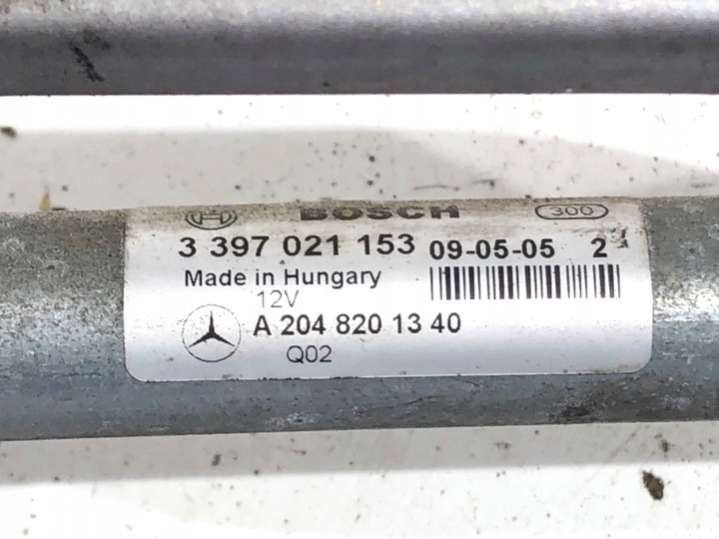 BOSCH 300
3 397 021 153 09-05-05 2
Made in Hungary
12V
A 204 820 13 40
Q02